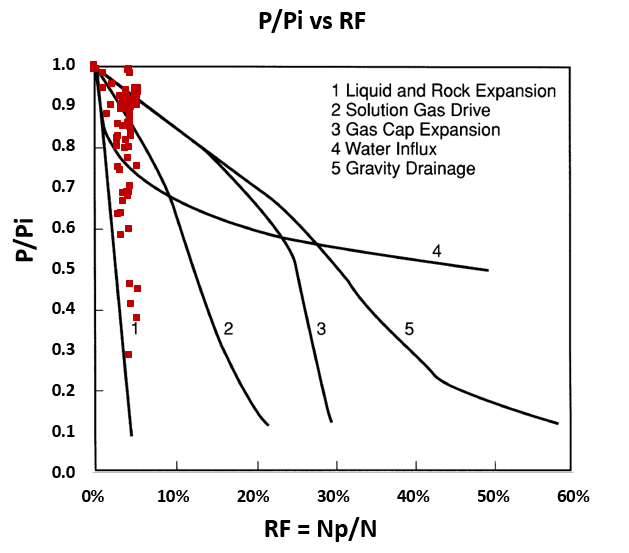 P/Pi vs RF
1 Liquid and Rock Expansion
2 Solution Gas Drive
3 Gas Cap Expansion
4 Water Influx
5 Gravity Drainage
P/Pi
1.0
0.9
0.8
0.7
0.6
0.5
0.4
0.3
0.2
0.1
0.0
4
1
2
3
5
0%
10%
20%
30%
40%
50%
60%
RF = Np/N